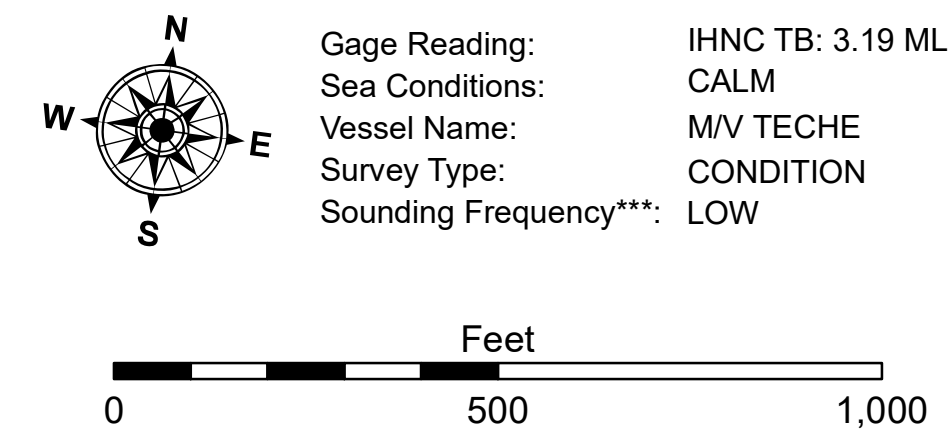 N
W
E
S
Gage Reading: IHNC TB: 3.19 ML
Sea Conditions: CALM
Vessel Name: M/V TECHE
Survey Type: CONDITION
Sounding Frequency***: LOW
Feet
0 500 1,000